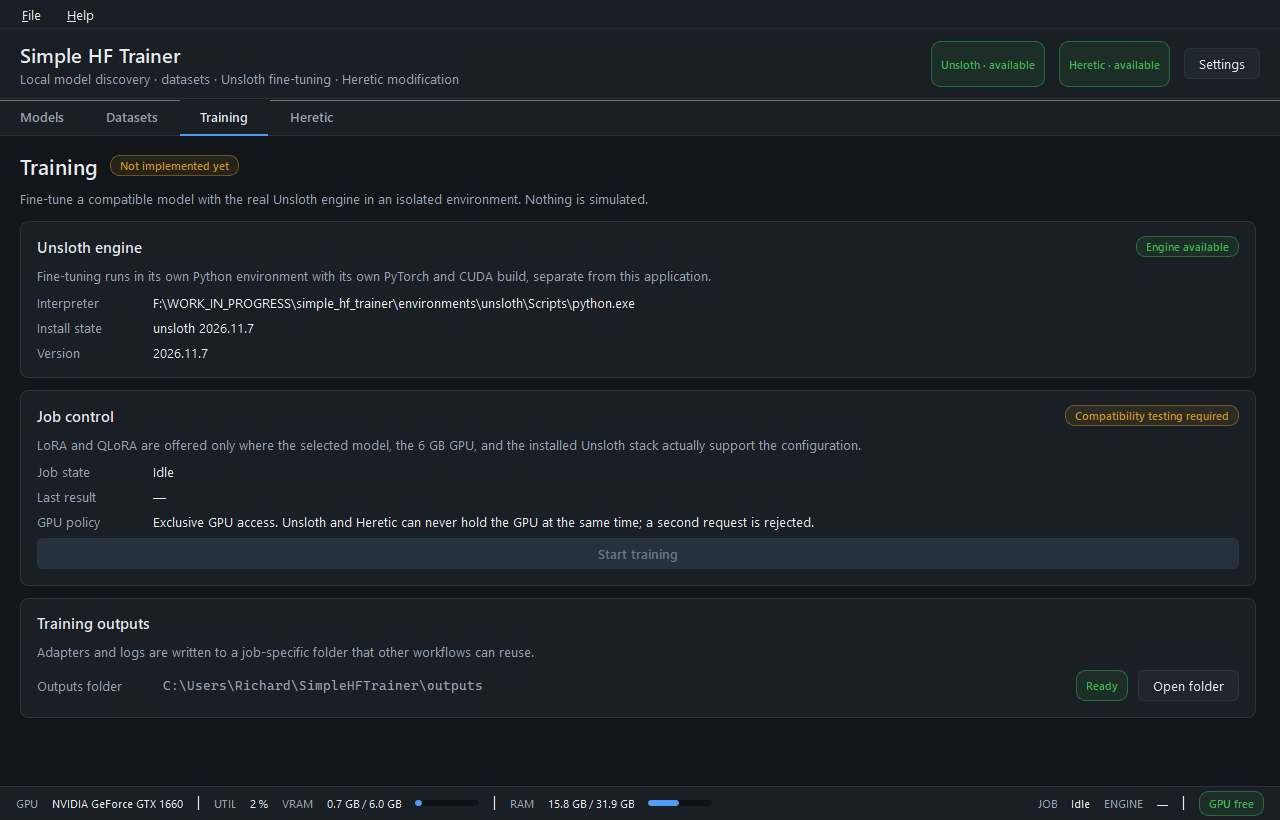 File Help
Simple HF Trainer
Local model discovery · datasets · Unsloth fine-tuning · Heretic modification
Unsloth · available Heretic · available Settings
Models Datasets Training Heretic
Training Not implemented yet
Fine-tune a compatible model with the real Unsloth engine in an isolated environment. Nothing is simulated.
Unsloth engine Engine available
Fine-tuning runs in its own Python environment with its own PyTorch and CUDA build, separate from this application.
Interpreter F:\WORK_IN_PROGRESS\simple_hf_trainer\environments\unsloth\Scripts\python.exe
Install state unsloth 2026.11.7
Version 2026.11.7
Job control Compatibility testing required
LoRA and QLoRA are offered only where the selected model, the 6 GB GPU, and the installed Unsloth stack actually support the configuration.
Job state Idle
Last result —
GPU policy Exclusive GPU access. Unsloth and Heretic can never hold the GPU at the same time; a second request is rejected.
Start training
Training outputs
Adapters and logs are written to a job-specific folder that other workflows can reuse.
Outputs folder C:\Users\Richard\SimpleHFTrainer\outputs Ready Open folder
GPU NVIDIA GeForce GTX 1660 | UTIL 2 % VRAM 0.7 GB / 6.0 GB | RAM 15.8 GB / 31.9 GB JOB Idle ENGINE — | GPU free